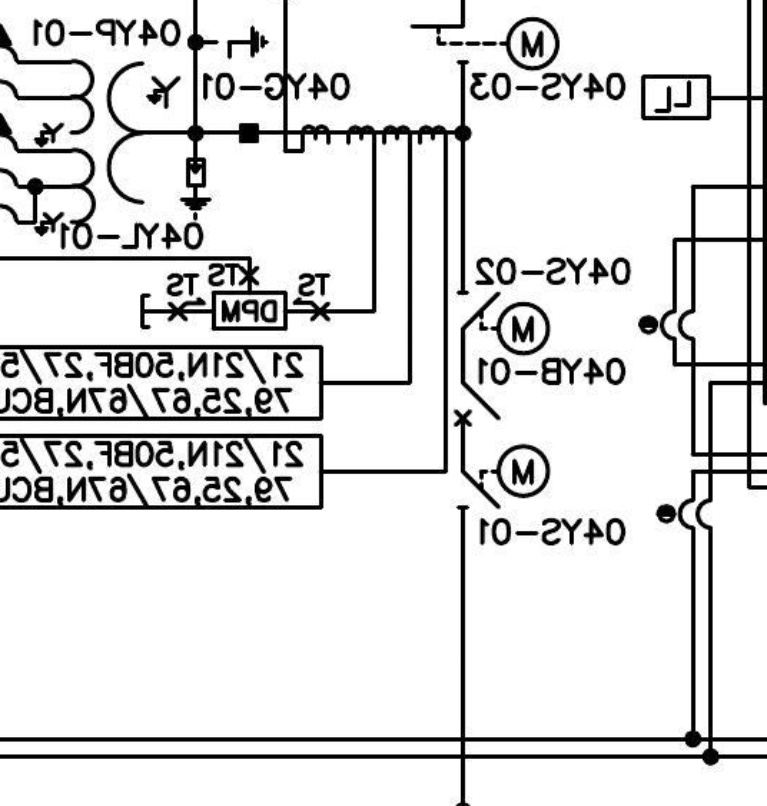 04YP-01
M
04YG-01
04YS-03
LL
Y
Y
Y
04YL-01
04YS-02
TS
TS
TS
DPM
M
21/21N,50BF,27/5
79,25,67/67N,BCU
04YB-01
21/21N,50BF,27/5
79,25,67/67N,BCU
M
04YS-01